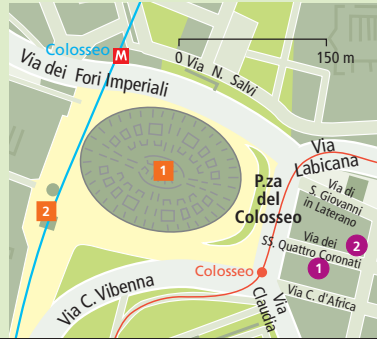 Colosseo
M
0 150 m
Via N. Salvi
Via dei Fori Imperiali
Via
Labicana
1
P.za
del
Colosseo
Via di
S. Giovanni
in Laterano
2
Via dei
SS. Quattro Coronati
2
1
Colosseo
Via C. Vibenna
Via
Claudia
Via C. d'Africa